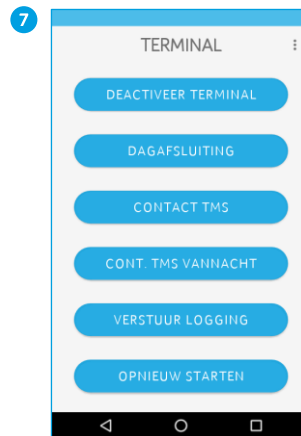 7
TERMINAL
DEACTIVEER TERMINAL
DAGAFSLUITING
CONTACT TMS
CONT. TMS VANNACHT
VERSTUUR LOGGING
OPNIEUW STARTEN